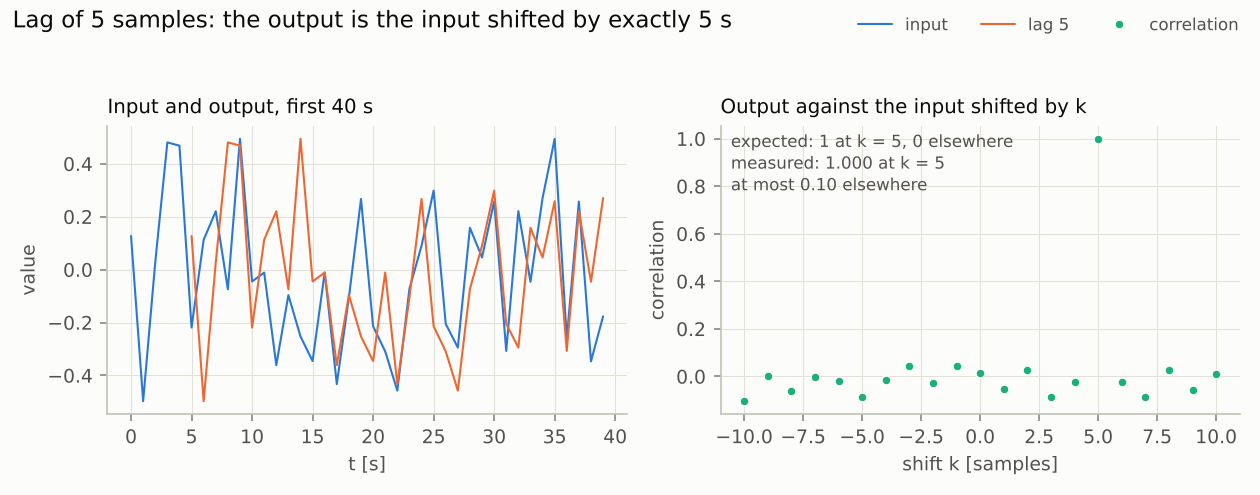 Lag of 5 samples: the output is the input shifted by exactly 5 s
input
lag 5
correlation
Input and output, first 40 s
0.4
0.2
0.0
−0.2
−0.4
value
0
5
10
15
20
25
30
35
40
t [s]
Output against the input shifted by k
expected: 1 at k = 5, 0 elsewhere
measured: 1.000 at k = 5
at most 0.10 elsewhere
1.0
0.8
0.6
0.4
0.2
0.0
correlation
−10.0
−7.5
−5.0
−2.5
0.0
2.5
5.0
7.5
10.0
shift k [samples]